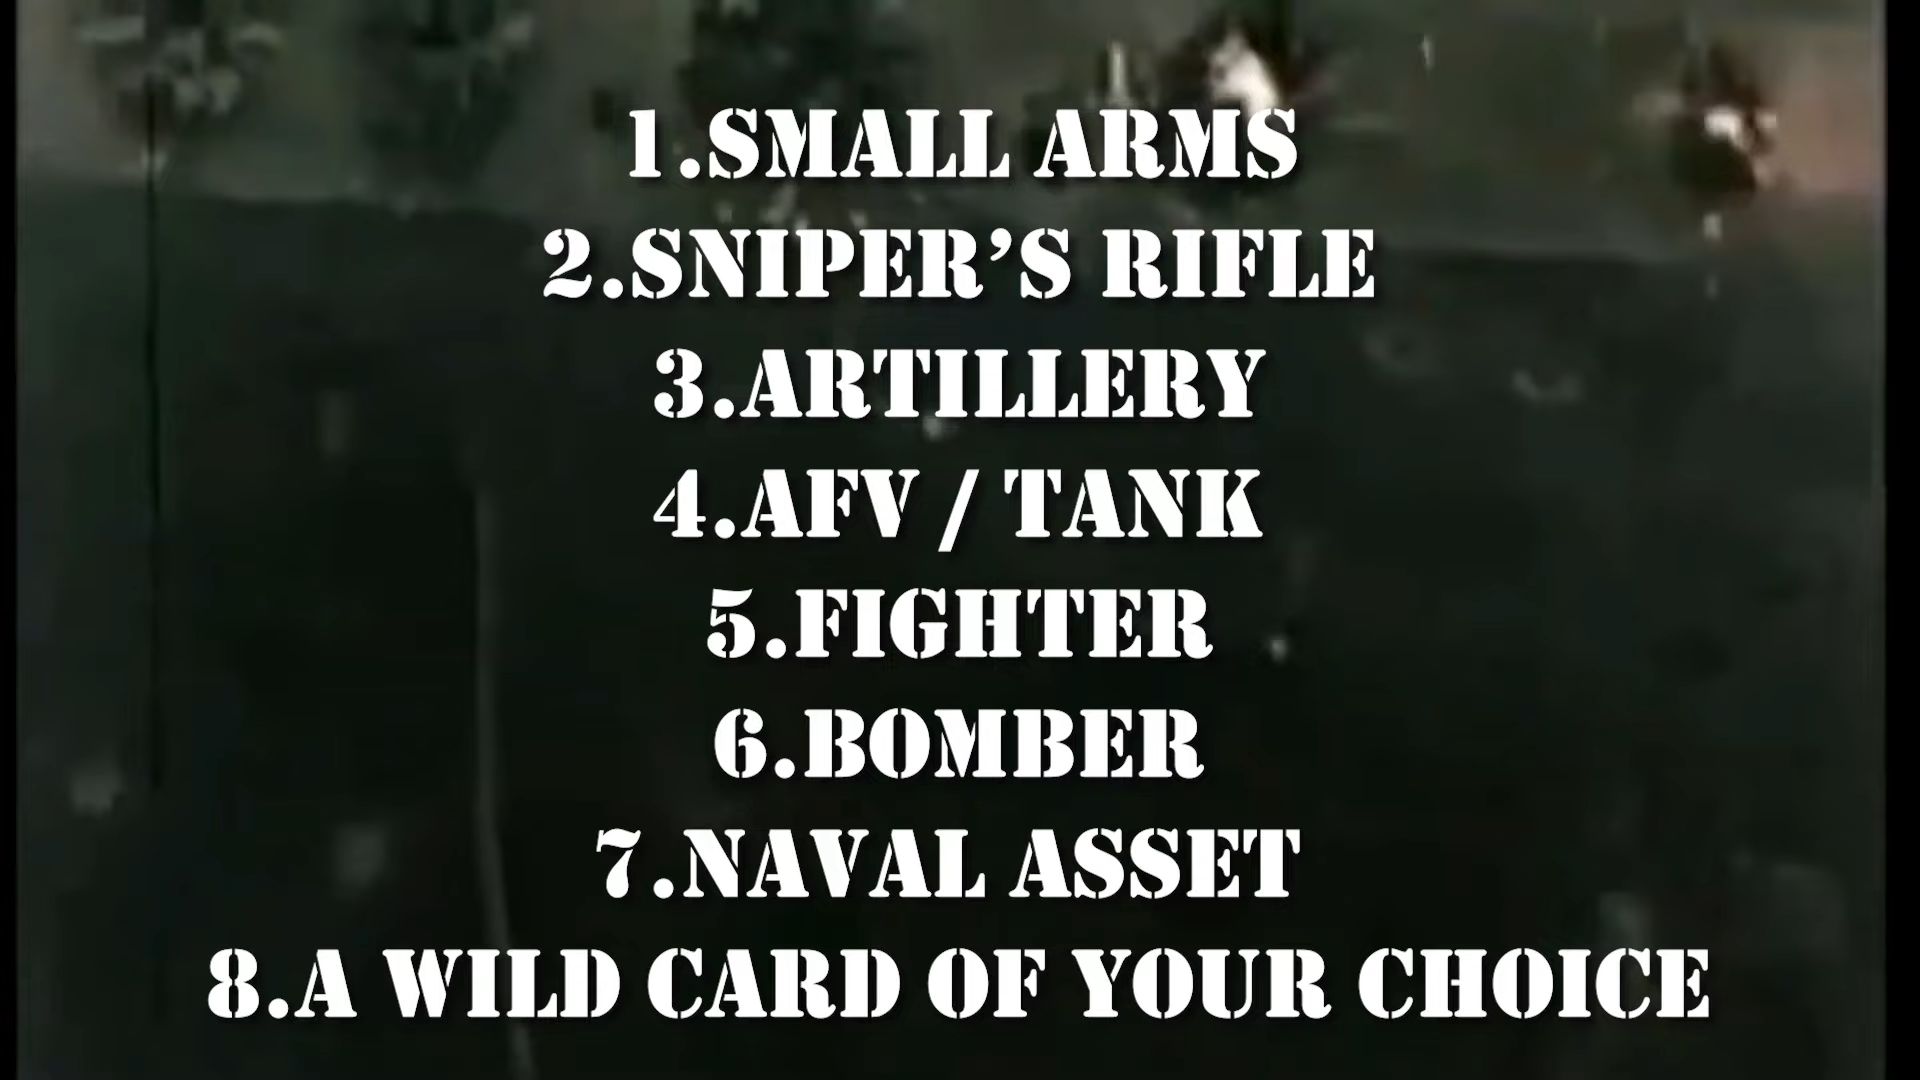 1.SMALL ARMS
2.SNIPER’S RIFLE
3.ARTILLERY
4.AFV / TANK
5.FIGHTER
6.BOMBER
7.NAVAL ASSET
8.A WILD CARD OF YOUR CHOICE